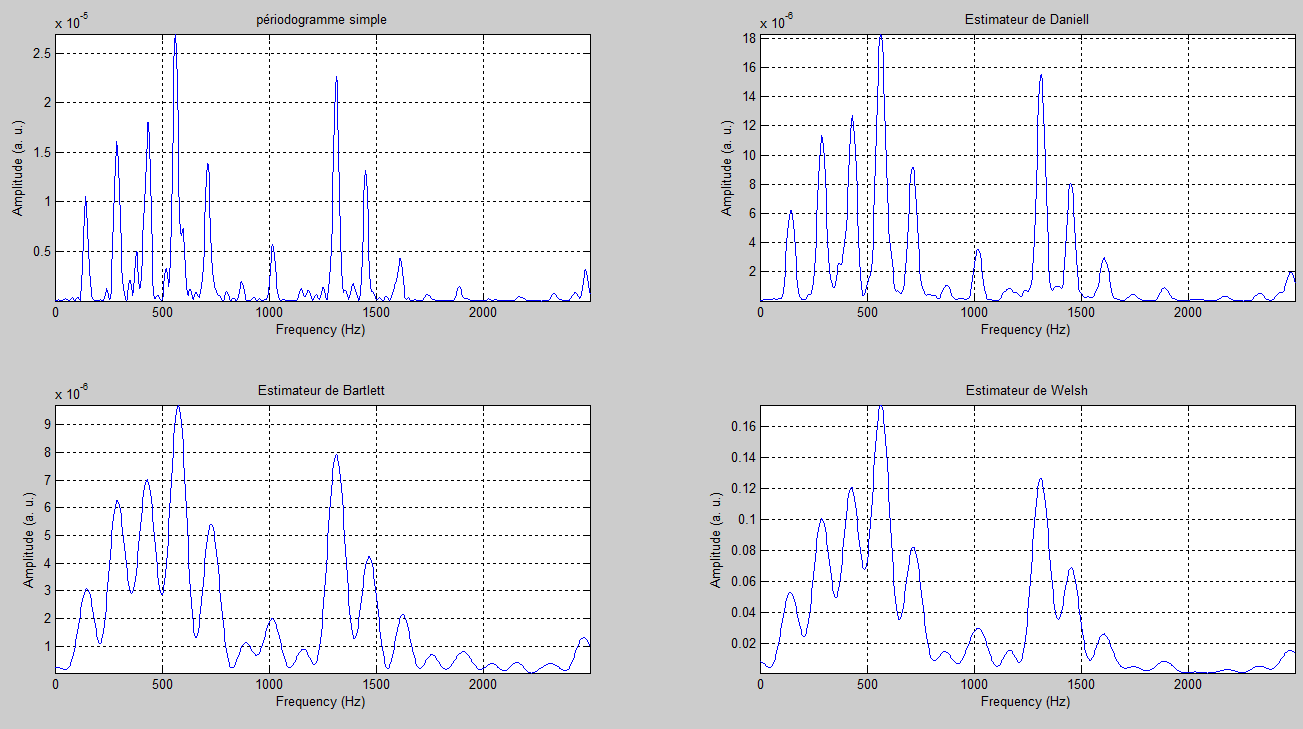 périodogramme simple
x 10^-5
2.5
2
1.5
1
0.5
0 500 1000 1500 2000
Frequency (Hz)
Amplitude (a. u.)
Estimateur de Daniell
x 10^-6
18
16
14
12
10
8
6
4
2
0 500 1000 1500 2000
Frequency (Hz)
Amplitude (a. u.)
Estimateur de Bartlett
x 10^-6
9
8
7
6
5
4
3
2
1
0 500 1000 1500 2000
Frequency (Hz)
Amplitude (a. u.)
Estimateur de Welsh
0.16
0.14
0.12
0.1
0.08
0.06
0.04
0.02
0 500 1000 1500 2000
Frequency (Hz)
Amplitude (a. u.)